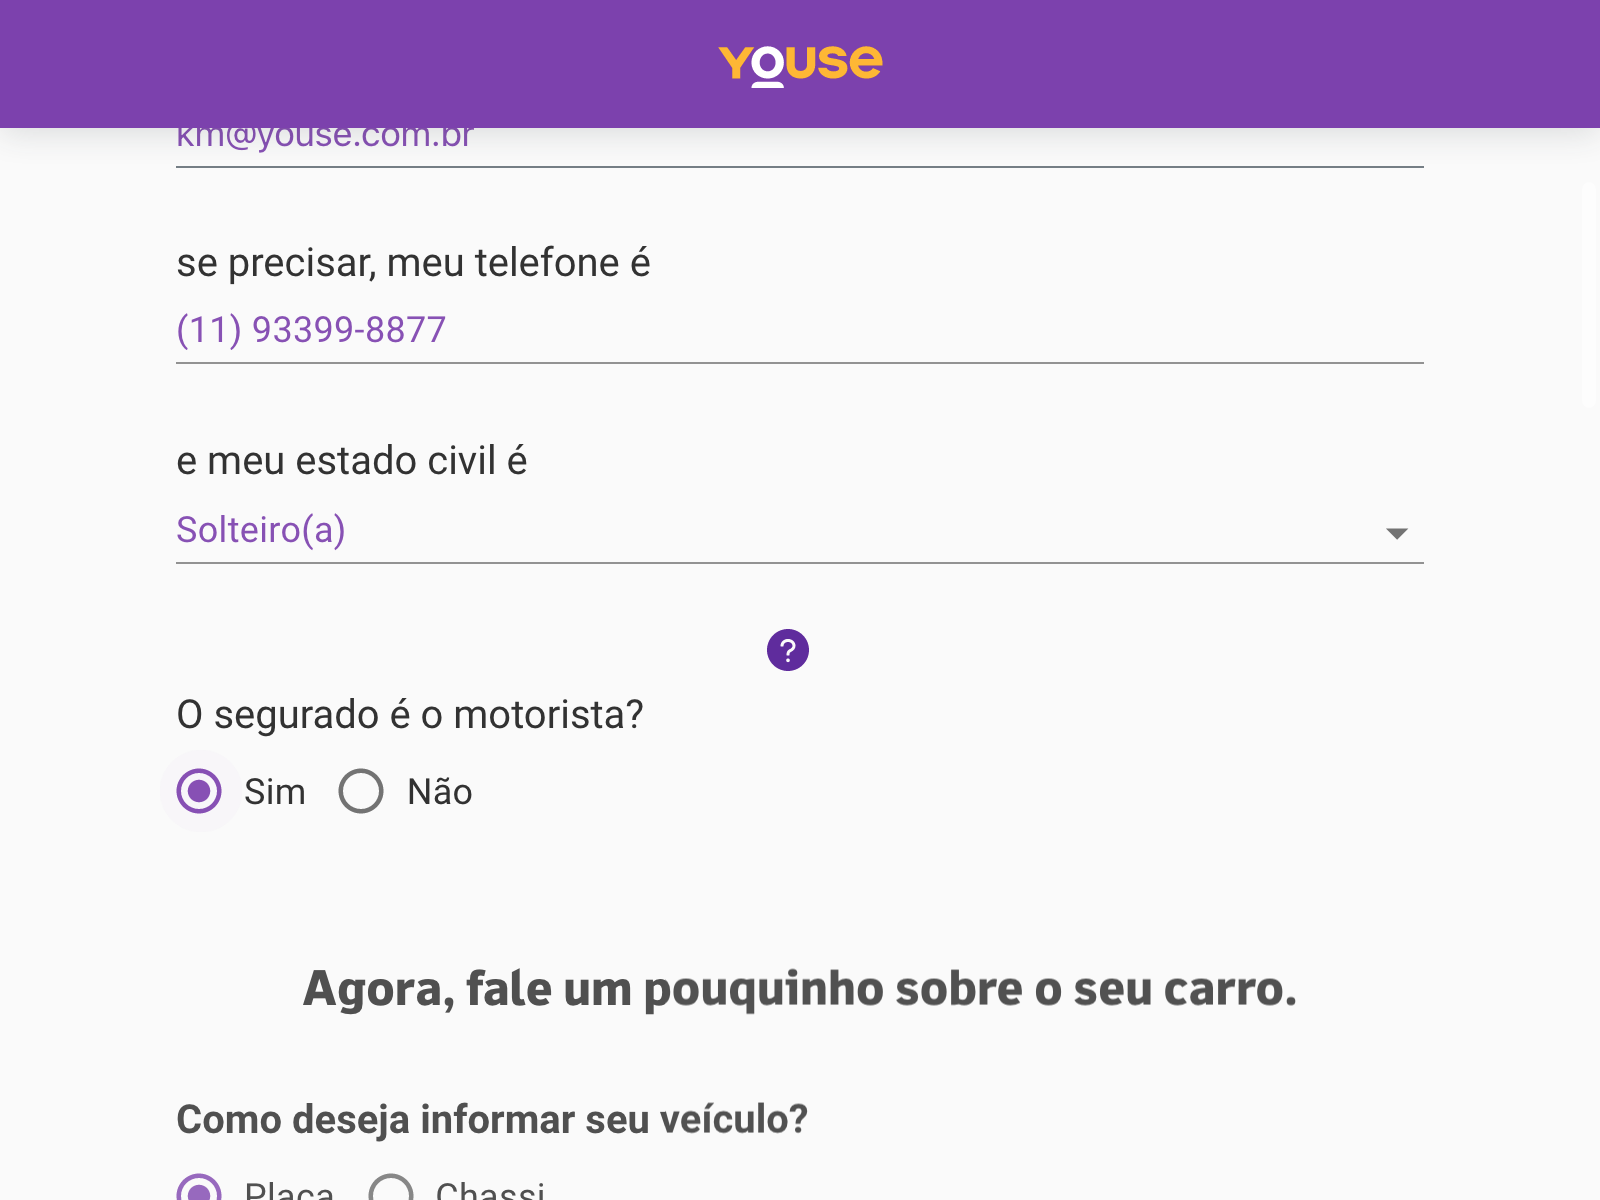 YOUSE
km@youse.com.br
se precisar, meu telefone é
(11) 93399-8877
e meu estado civil é
Solteiro(a)
?
O segurado é o motorista?
Sim Não
Agora, fale um pouquinho sobre o seu carro.
Como deseja informar seu veículo?
Placa Chassi